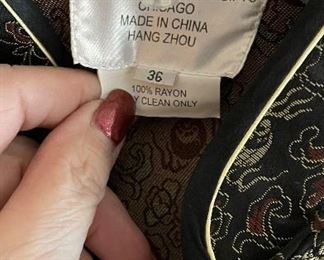 CHICAGO
MADE IN CHINA
HANG ZHOU
36
100% RAYON
CLEAN ONLY